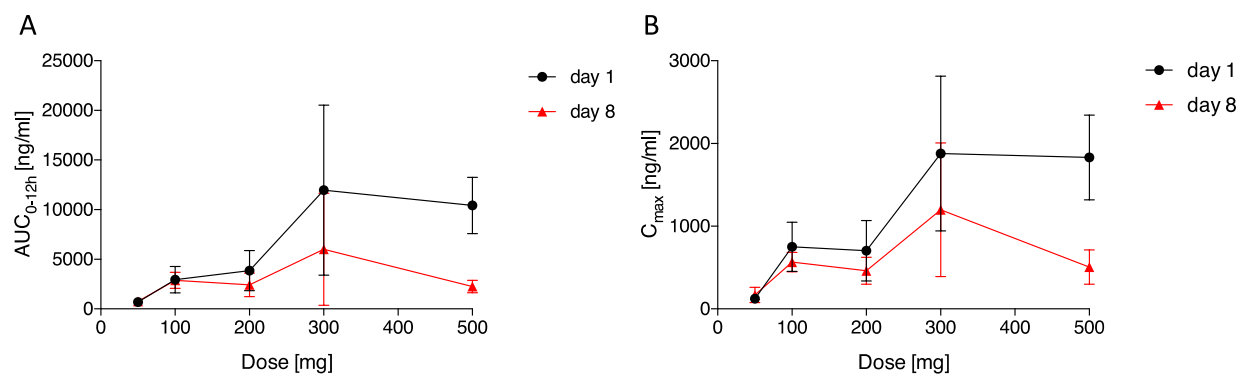 A
AUC0-12h [ng/ml]
25000
20000
15000
10000
5000
0
0 100 200 300 400 500
Dose [mg]
day 1
day 8
B
Cmax [ng/ml]
3000
2000
1000
0
0 100 200 300 400 500
Dose [mg]
day 1
day 8